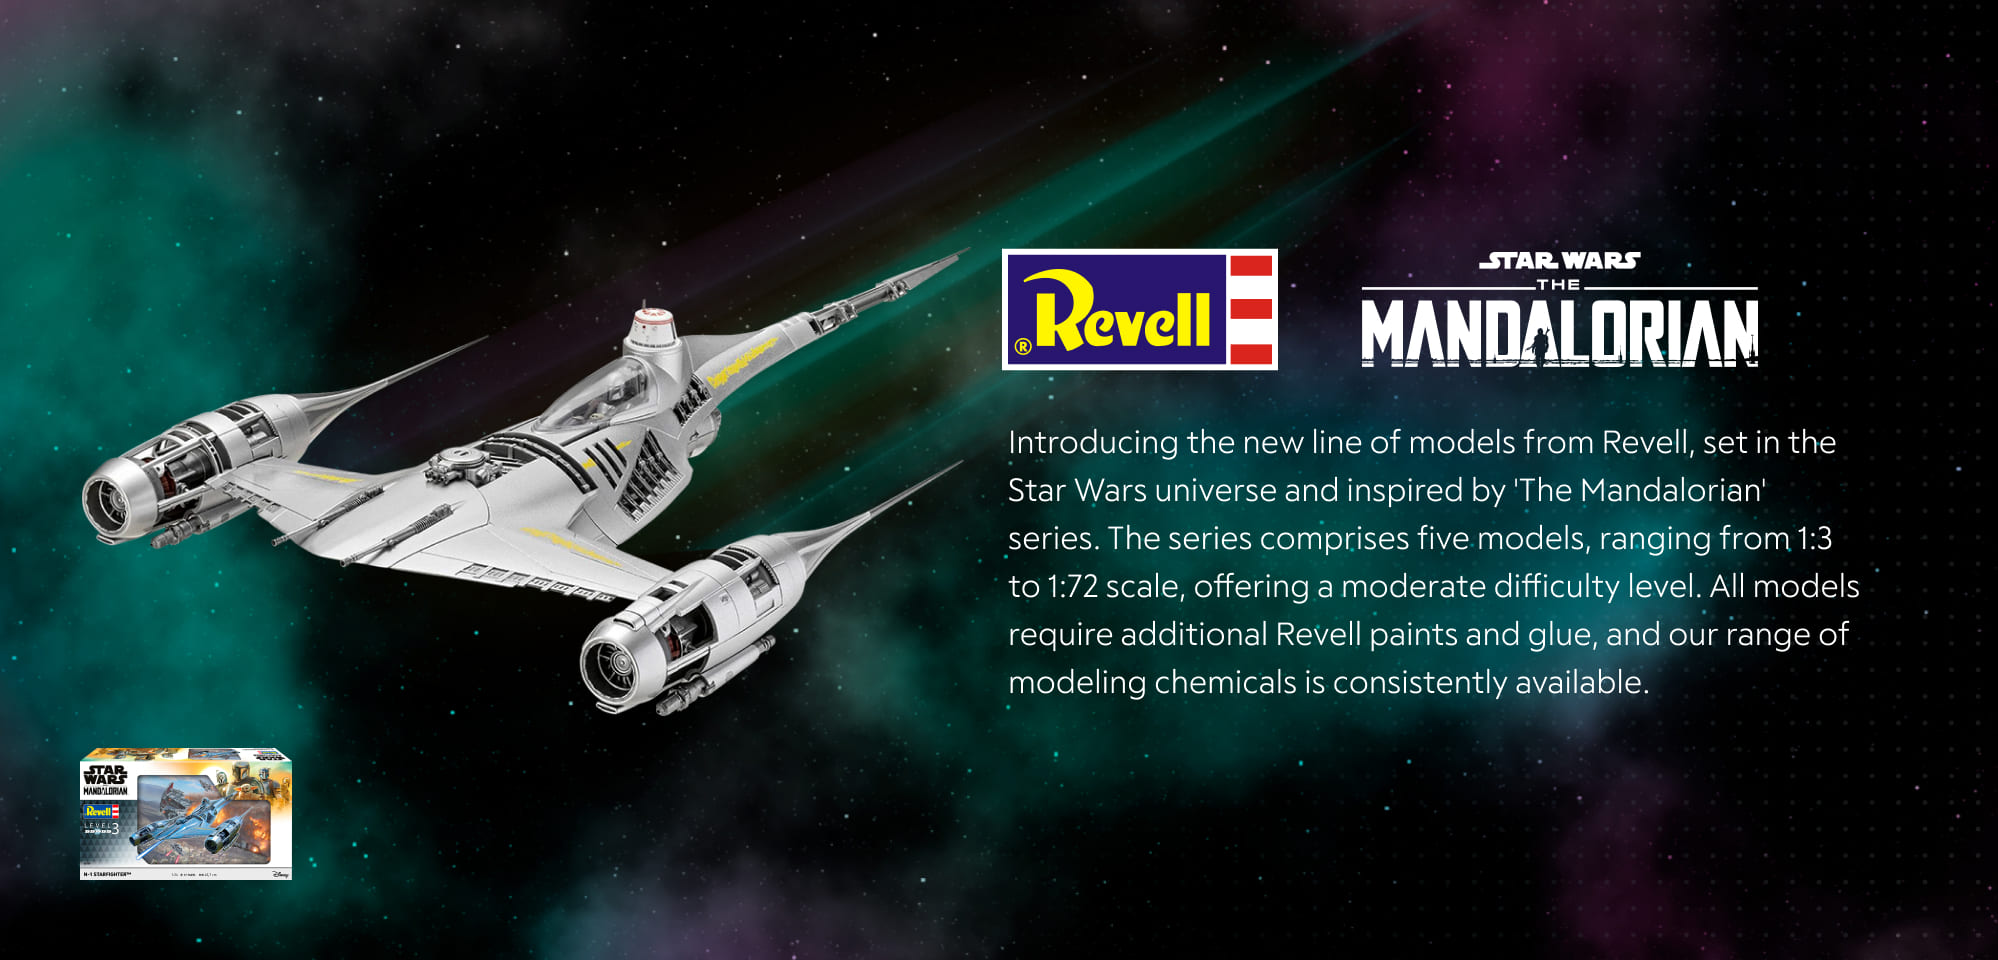 Revell
®
STAR WARS
THE
MANDALORIAN
Introducing the new line of models from Revell, set in the
Star Wars universe and inspired by 'The Mandalorian'
series. The series comprises five models, ranging from 1:3
to 1:72 scale, offering a moderate difficulty level. All models
require additional Revell paints and glue, and our range of
modeling chemicals is consistently available.
STAR
WARS
MANDALORIAN
Revell
LEVEL 3
N-1 STARFIGHTER™
Disney